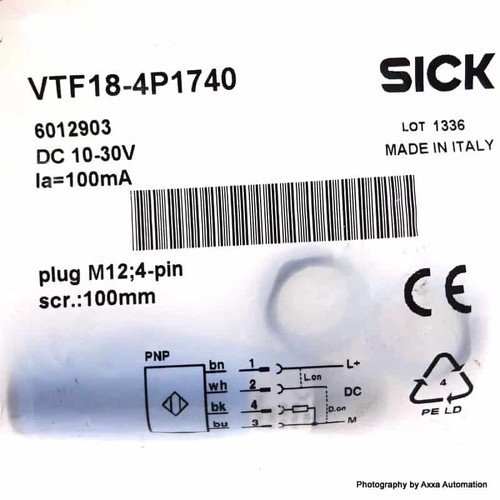 SICK
VTF18-4P1740
6012903
LOT 1336
DC 10-30V
MADE IN ITALY
Ia=100mA
plug M12;4-pin
scr.:100mm
CE
PNP
bn 1 L+
L.on
wh 2 DC
bk 4 D.on
bu 3 M
4
PE LD
Photography by Axxa Automation